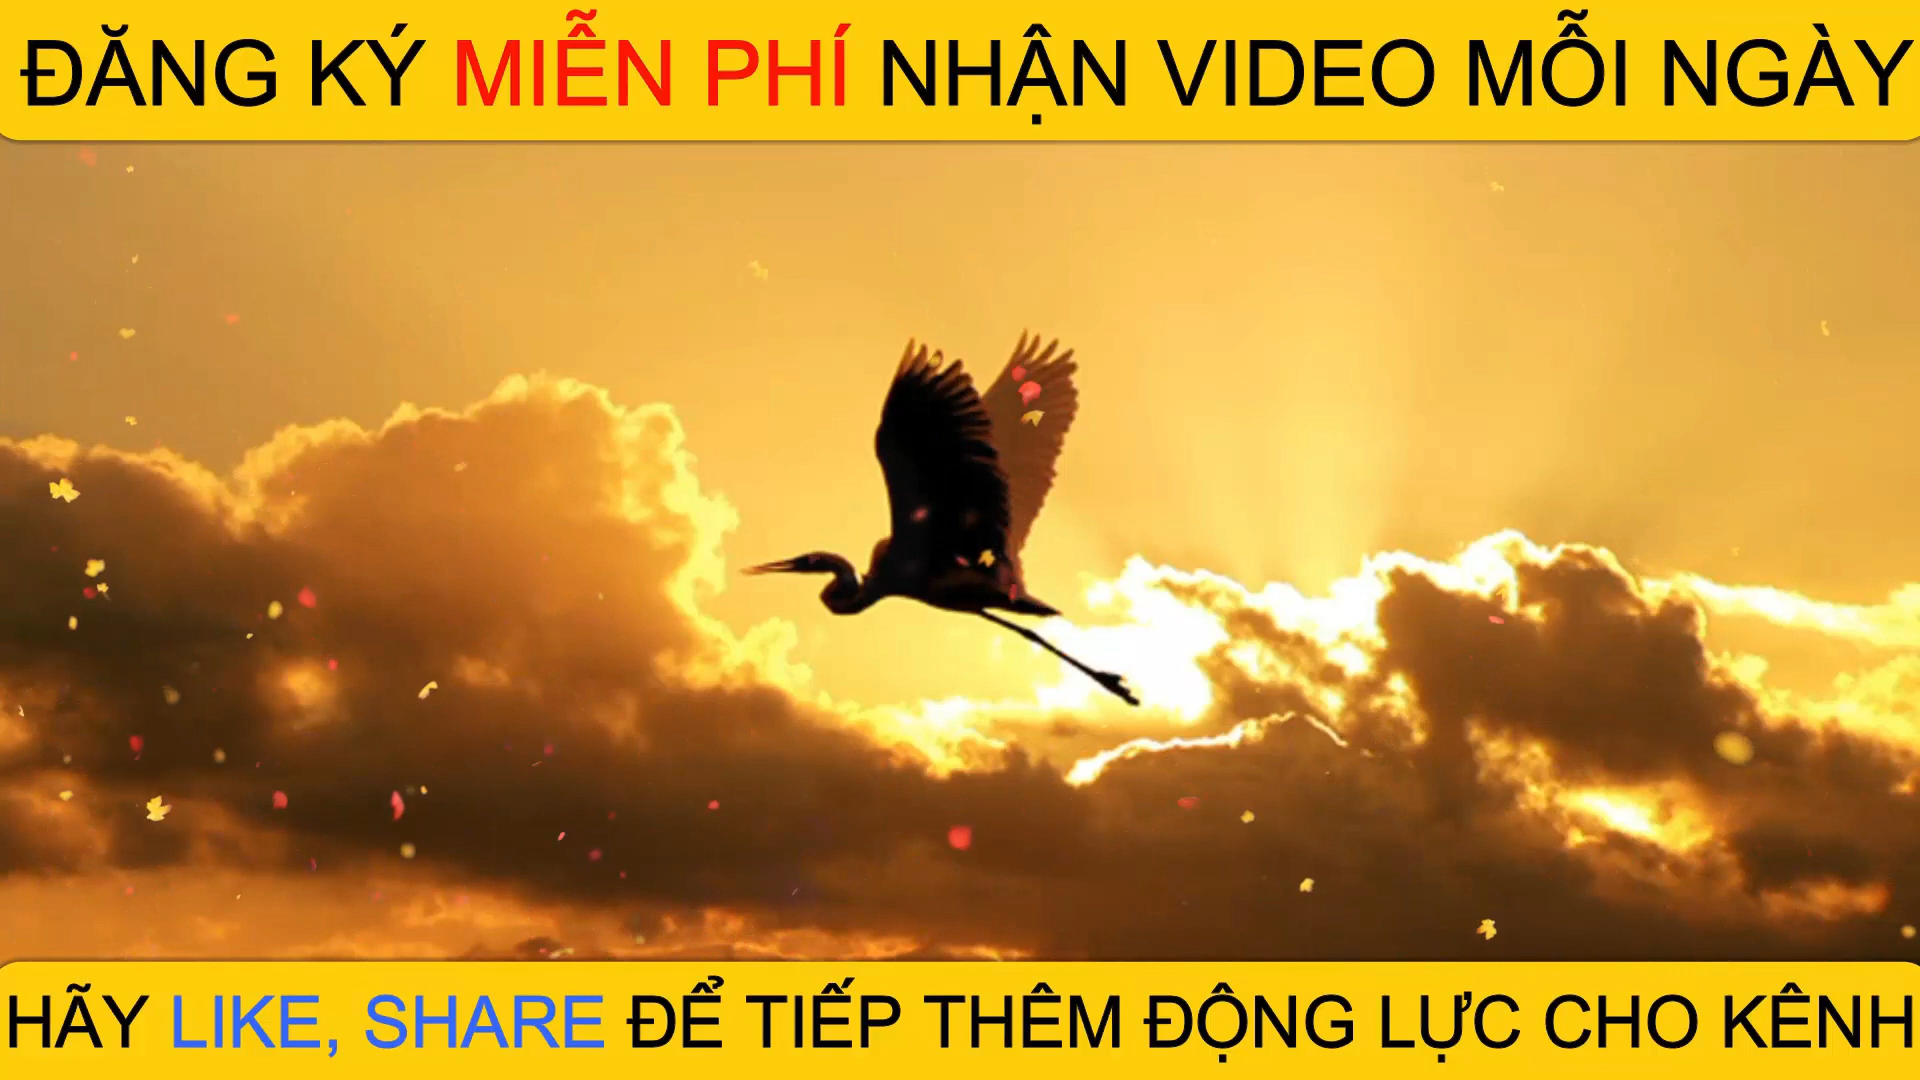 ĐĂNG KÝ MIỄN PHÍ NHẬN VIDEO MỖI NGÀY
HÃY LIKE, SHARE ĐỂ TIẾP THÊM ĐỘNG LỰC CHO KÊNH